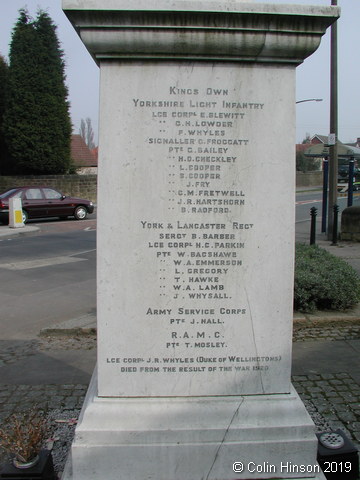 Kings Own
Yorkshire Light Infantry
Lce Corpl E. Blewitt
" G.H. Lowder
" F. Whyles
Signaller C. Froggatt
Pte C. Bailey
" H.D. Checkley
" L. Cooper
" S. Cooper
" J. Fry
" C.M. Fretwell
" J.R. Hartshorn
" S. Radford.
York & Lancaster Regt
Sergt B. Barber
Lce Corpl H.C. Parkin
Pte W. Bagshawe
" W.A. Emmerson
" L. Gregory
" T. Hawke
" W.A. Lamb
" J. Whysall.
Army Service Corps
Pte J. Hall.
R.A.M.C.
Pte T. Mosley.
Lce Corpl J.R. Whyles (Duke of Wellingtons)
Died from the result of the war
©Colin Hinson 2019